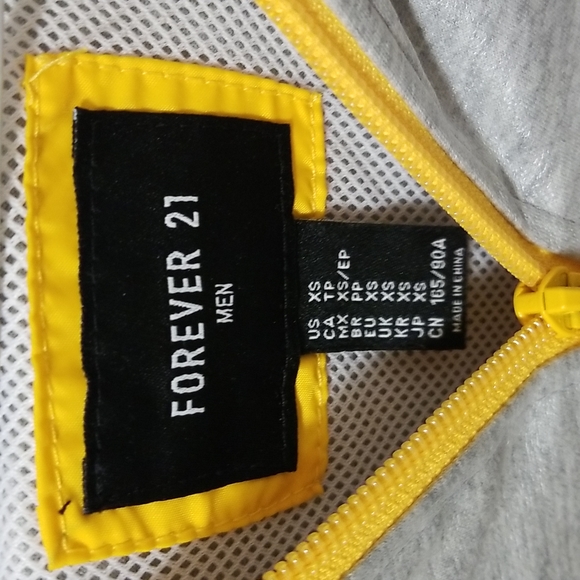 FOREVER 21
MEN
US XS
CA TP
MX XS/EP
BR PP
EU XS
UK XS
KR XS
JP XS
CN 165/90A
MADE IN CHINA